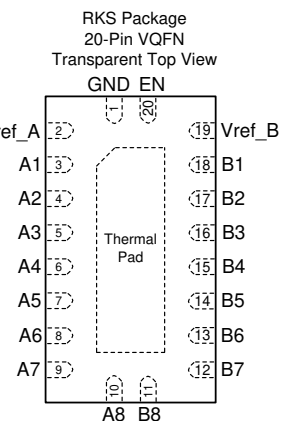 RKS Package
20-Pin VQFN
Transparent Top View
GND EN
1 20
ref_A 2 19 Vref_B
A1 3 18 B1
A2 4 17 B2
A3 5 16 B3
Thermal
Pad
A4 6 15 B4
A5 7 14 B5
A6 8 13 B6
A7 9 12 B7
10 11
A8 B8